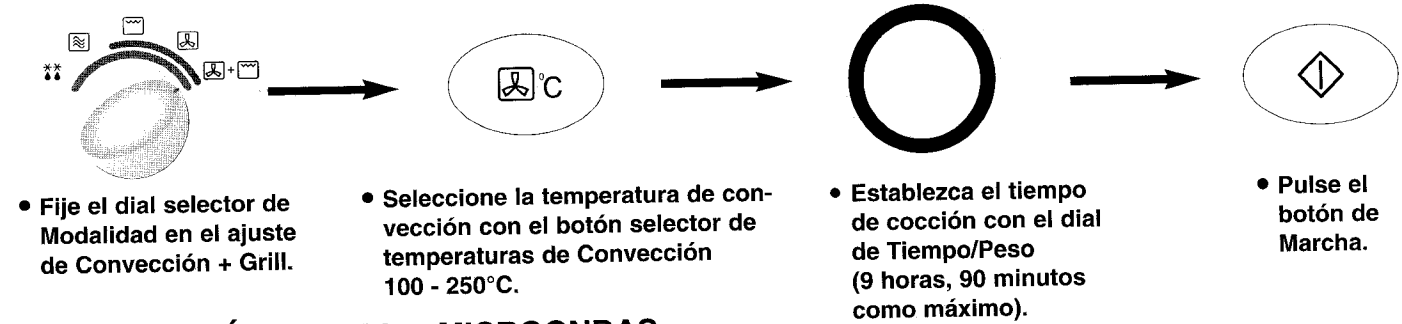 °C
• Fije el dial selector de
Modalidad en el ajuste
de Convección + Grill.
• Seleccione la temperatura de con-
vección con el botón selector de
temperaturas de Convección
100 - 250°C.
• Establezca el tiempo
de cocción con el dial
de Tiempo/Peso
(9 horas, 90 minutos
como máximo).
• Pulse el
botón de
Marcha.